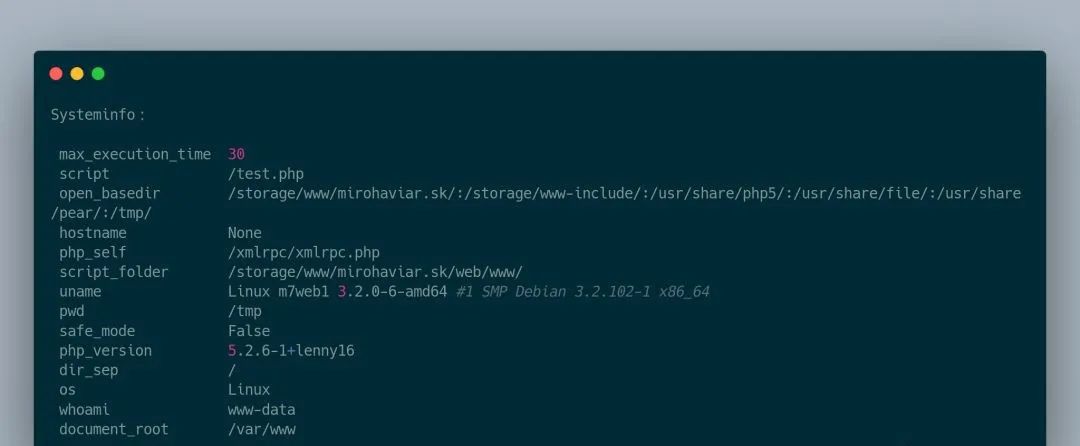 Systeminfo :
max_execution_time 30
script /test.php
open_basedir /storage/www/mirohaviar.sk/:/storage/www-include/:/usr/share/php5/:/usr/share/file/:/usr/share
/pear/:/tmp/
hostname None
php_self /xmlrpc/xmlrpc.php
script_folder /storage/www/mirohaviar.sk/web/www/
uname Linux m7web1 3.2.0-6-amd64 #1 SMP Debian 3.2.102-1 x86_64
pwd /tmp
safe_mode False
php_version 5.2.6-1+lenny16
dir_sep /
os Linux
whoami www-data
document_root /var/www